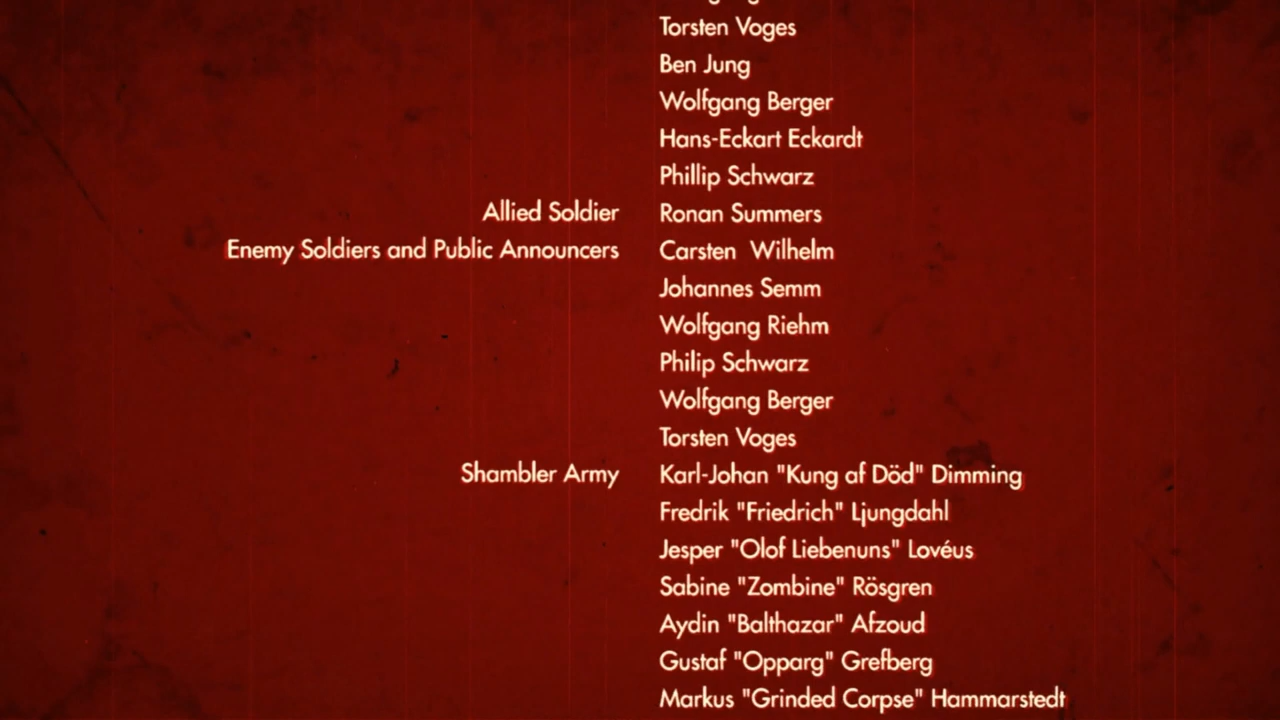 Torsten Voges
Ben Jung
Wolfgang Berger
Hans-Eckart Eckardt
Phillip Schwarz
Allied Soldier Ronan Summers
Enemy Soldiers and Public Announcers Carsten  Wilhelm
Johannes Semm
Wolfgang Riehm
Philip Schwarz
Wolfgang Berger
Torsten Voges
Shambler Army Karl-Johan "Kung af Död" Dimming
Fredrik "Friedrich" Ljungdahl
Jesper "Olof Liebenuns" Lovéus
Sabine "Zombine" Rösgren
Aydin "Balthazar" Afzoud
Gustaf "Opparg" Grefberg
Markus "Grinded Corpse" Hammarstedt